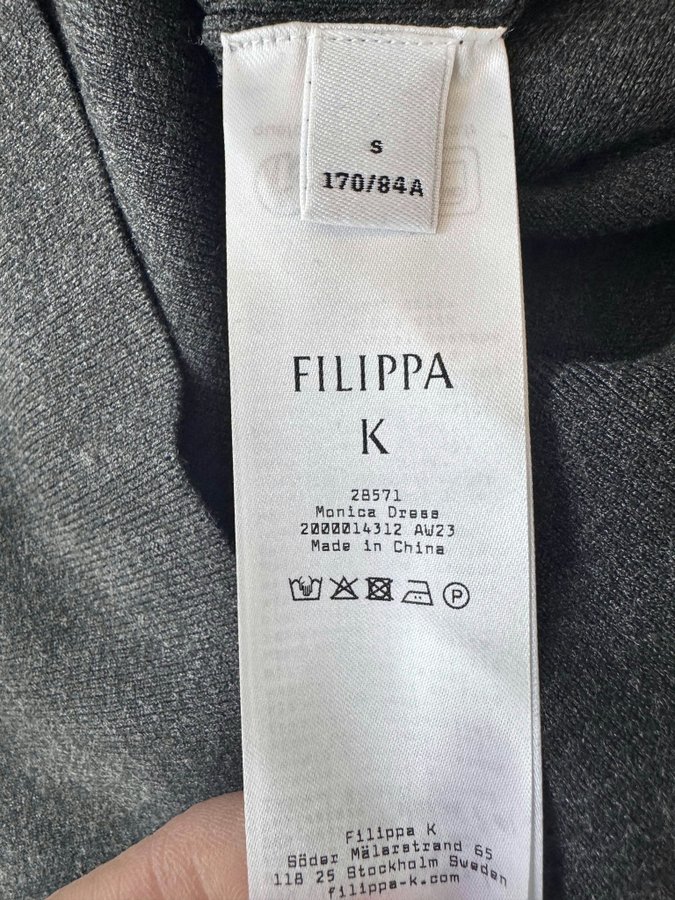 S
170/84A
FILIPPA
K
28571
Monica Dress
2000014312 AW23
Made in China
P
Filippa K
Söder Mälarstrand 65
118 25 Stockholm Sweden
filippa-k.com